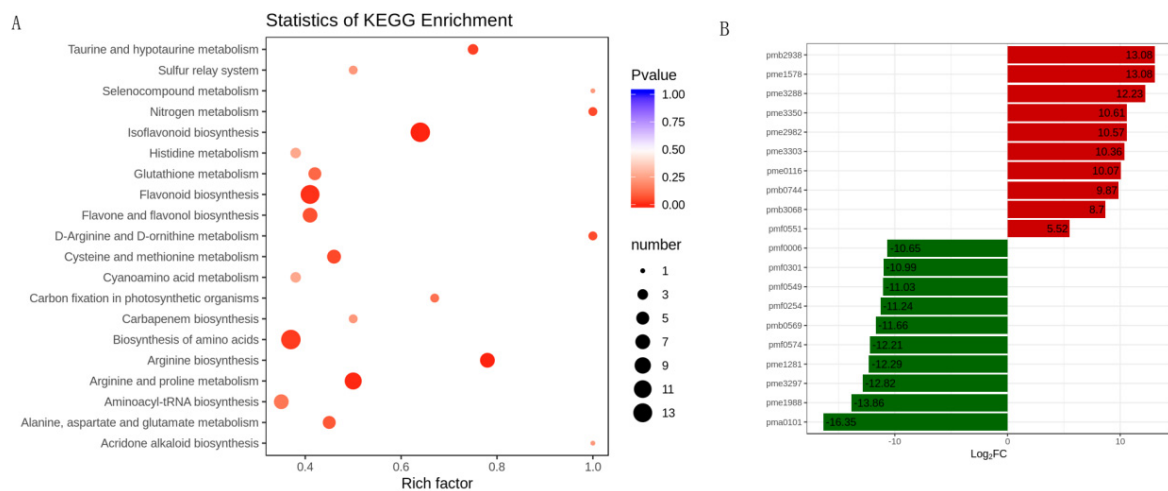 A
Statistics of KEGG Enrichment
Taurine and hypotaurine metabolism
Sulfur relay system
Selenocompound metabolism
Nitrogen metabolism
Isoflavonoid biosynthesis
Histidine metabolism
Glutathione metabolism
Flavonoid biosynthesis
Flavone and flavonol biosynthesis
D-Arginine and D-ornithine metabolism
Cysteine and methionine metabolism
Cyanoamino acid metabolism
Carbon fixation in photosynthetic organisms
Carbapenem biosynthesis
Biosynthesis of amino acids
Arginine biosynthesis
Arginine and proline metabolism
Aminoacyl-tRNA biosynthesis
Alanine, aspartate and glutamate metabolism
Acridone alkaloid biosynthesis
0.4 0.6 0.8 1.0
Rich factor
Pvalue
1.00
0.75
0.50
0.25
0.00
number
1
3
5
7
9
11
13
B
pmb2938 13.08
pme1578 13.08
pme3288 12.23
pme3350 10.61
pme2982 10.57
pme3303 10.36
pme0116 10.07
pmb0744 9.87
pmb3068 8.7
pmf0551 5.52
pmf0006 -10.65
pmf0301 -10.99
pmf0549 -11.03
pmf0254 -11.24
pmb0569 -11.66
pmf0574 -12.21
pme1281 -12.29
pme3297 -12.82
pme1988 -13.86
pma0101 -16.35
-10 0 10
Log₂FC